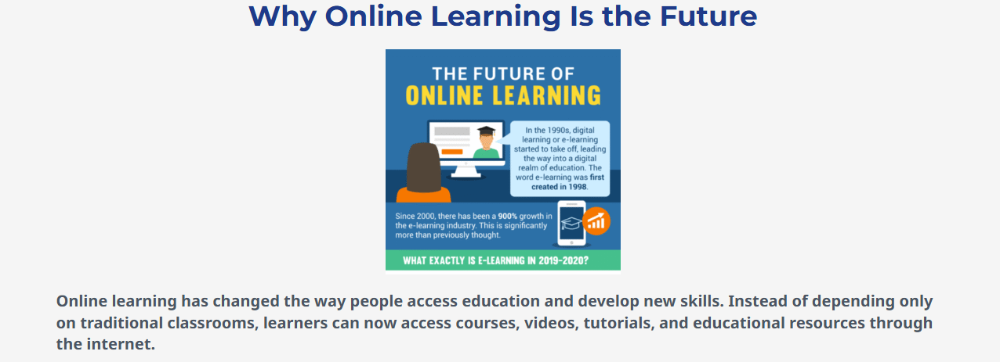 Why Online Learning Is the Future
THE FUTURE OF
ONLINE LEARNING
In the 1990s, digital
learning or e-learning
started to take off, leading
the way into a digital
realm of education. The
word e-learning was first
created in 1998.
Since 2000, there has been a 900% growth in
the e-learning industry. This is significantly
more than previously thought.
WHAT EXACTLY IS E-LEARNING IN 2019-2020?
Online learning has changed the way people access education and develop new skills. Instead of depending only
on traditional classrooms, learners can now access courses, videos, tutorials, and educational resources through
the internet.